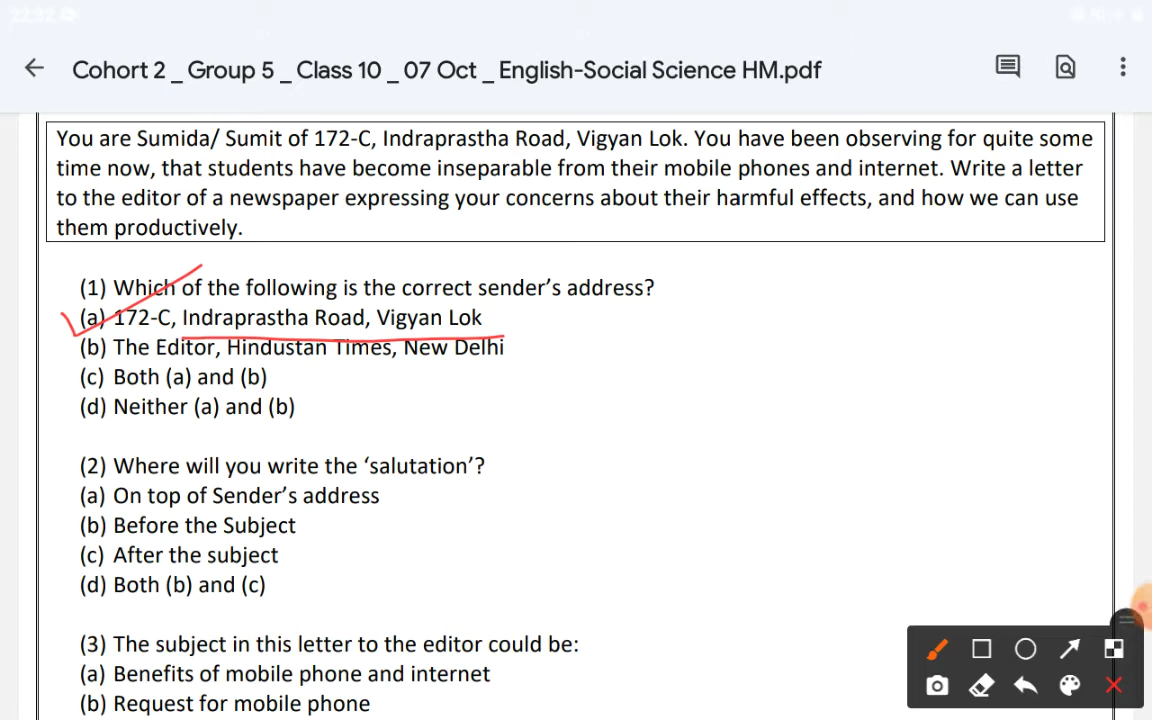 22:32
Cohort 2 _ Group 5 _ Class 10 _ 07 Oct _ English-Social Science HM.pdf
You are Sumida/ Sumit of 172-C, Indraprastha Road, Vigyan Lok. You have been observing for quite some
time now, that students have become inseparable from their mobile phones and internet. Write a letter
to the editor of a newspaper expressing your concerns about their harmful effects, and how we can use
them productively.
(1) Which of the following is the correct sender’s address?
(a) 172-C, Indraprastha Road, Vigyan Lok
(b) The Editor, Hindustan Times, New Delhi
(c) Both (a) and (b)
(d) Neither (a) and (b)
(2) Where will you write the ‘salutation’?
(a) On top of Sender’s address
(b) Before the Subject
(c) After the subject
(d) Both (b) and (c)
(3) The subject in this letter to the editor could be:
(a) Benefits of mobile phone and internet
(b) Request for mobile phone